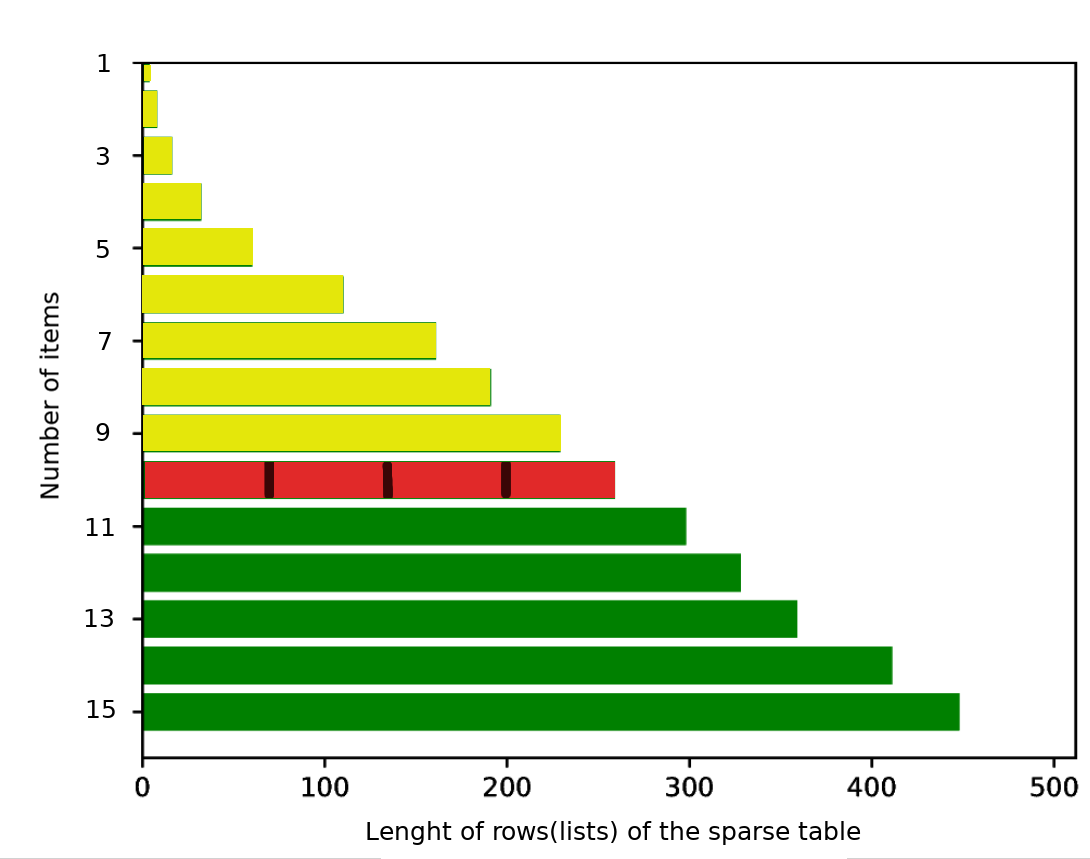 1
3
5
7
9
11
13
15
Number of items
0 100 200 300 400 500
Lenght of rows(lists) of the sparse table